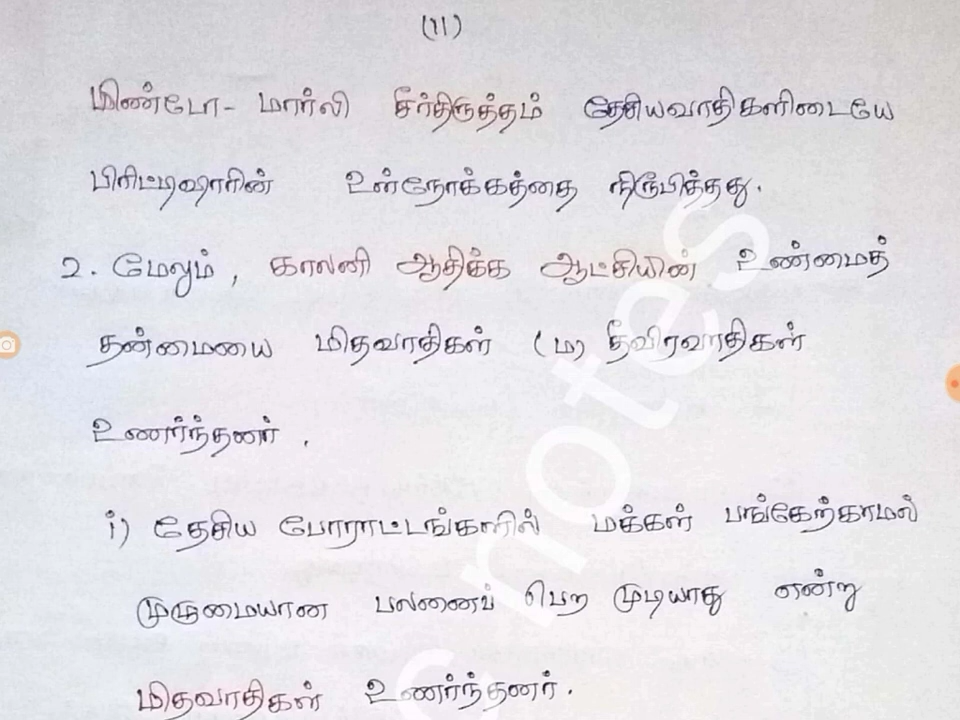 (11)
மிண்டோ - மார்லி சீர்திருத்தம் தேசியவாதிகளிடையே
பிரிட்டிஷாரின் உள்நோக்கத்தை நிரூபித்தது.
2. மேலும், காலனி ஆதிக்க ஆட்சியின் உண்மைத்
தன்மையை மிதவாதிகள் (ம) தீவிரவாதிகள்
உணர்ந்தனர்.
i) தேசிய போராட்டங்களில் மக்கள் பங்கேற்காமல்
முழுமையான பலனைப் பெற முடியாது என்று
மிதவாதிகள் உணர்ந்தனர்.
c notes